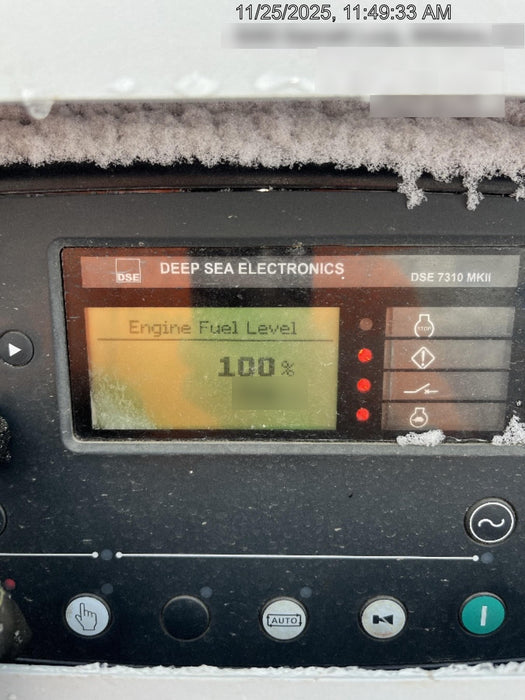 11/25/2025, 11:49:33 AM
DSE
DEEP SEA ELECTRONICS
DSE 7310 MKII
Engine Fuel Level
100 %
STOP
AUTO